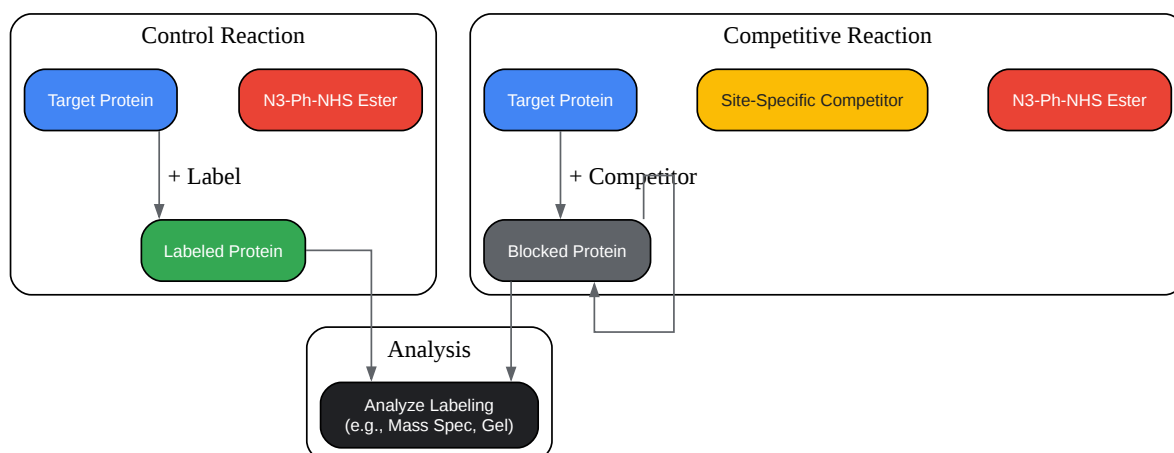 Control Reaction
Competitive Reaction
Target Protein
N3-Ph-NHS Ester
Target Protein
Site-Specific Competitor
N3-Ph-NHS Ester
+ Label
+ Competitor
Labeled Protein
Blocked Protein
Analysis
Analyze Labeling
(e.g., Mass Spec, Gel)